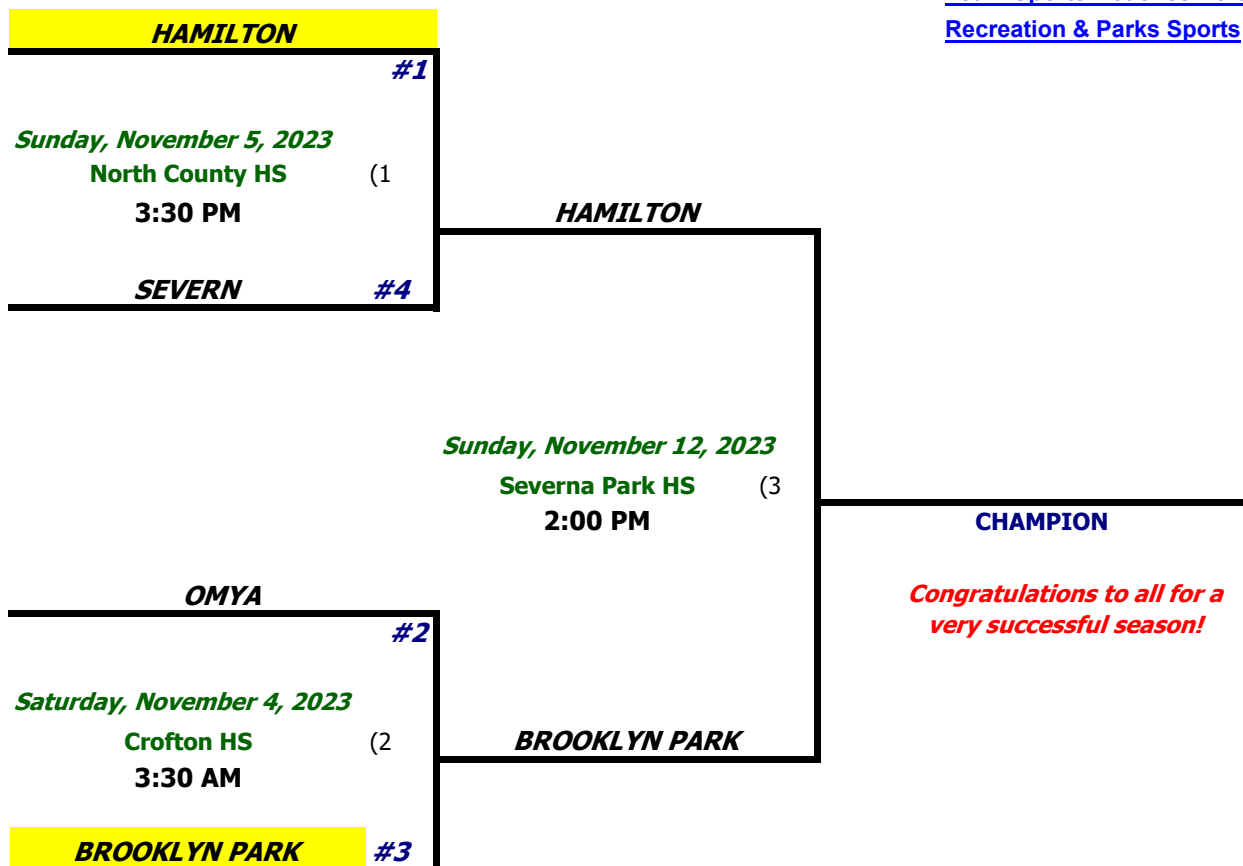 Recreation & Parks Sports
HAMILTON
#1
Sunday, November 5, 2023
North County HS (1
3:30 PM
HAMILTON
SEVERN #4
Sunday, November 12, 2023
Severna Park HS (3
2:00 PM
CHAMPION
Congratulations to all for a
very successful season!
OMYA
#2
Saturday, November 4, 2023
Crofton HS (2
3:30 AM
BROOKLYN PARK
BROOKLYN PARK #3